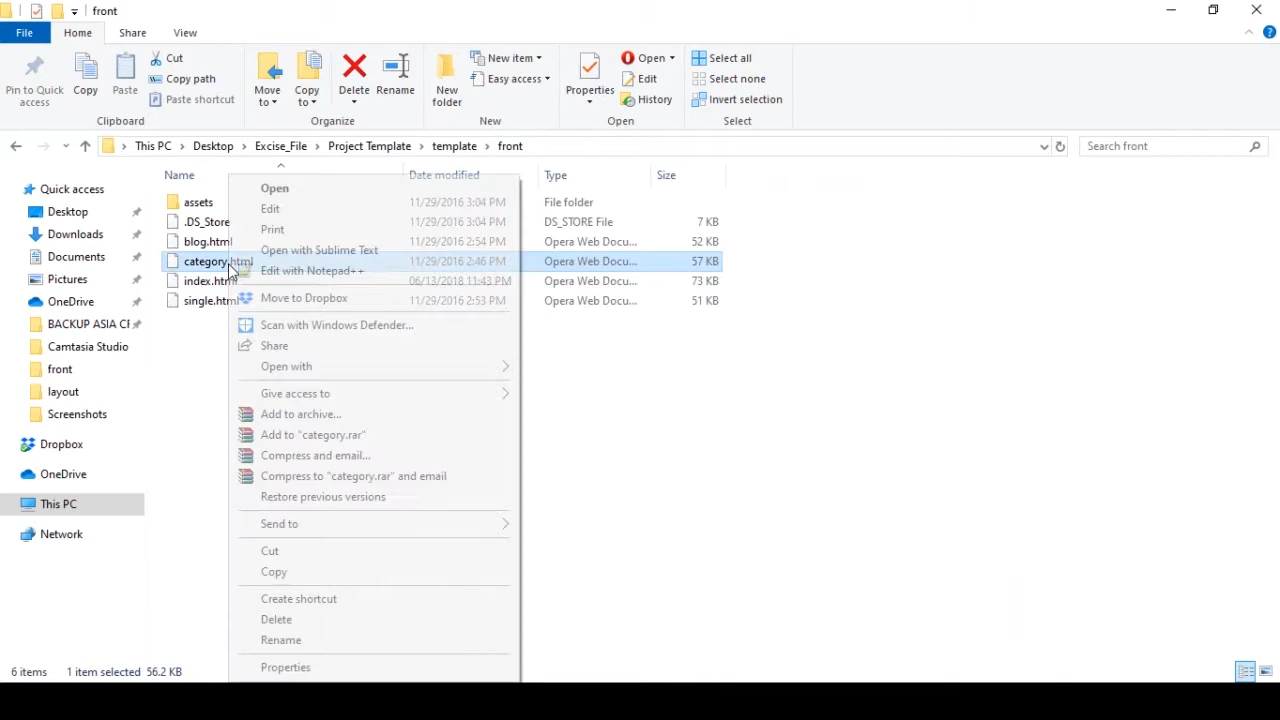 front
File
Home
Share
View
Pin to Quick access
Copy
Paste
Cut
Copy path
Paste shortcut
Clipboard
Move to
Copy to
Delete
Rename
Organize
New folder
New item
Easy access
New
Properties
Open
Edit
History
Open
Select all
Select none
Invert selection
Select
This PC
Desktop
Excise_File
Project Template
template
front
Search front
Quick access
Desktop
Downloads
Documents
Pictures
OneDrive
BACKUP ASIA CF
Camtasia Studio
front
layout
Screenshots
Dropbox
OneDrive
This PC
Network
Name Date modified Type Size
assets 11/29/2016 3:04 PM File folder
.DS_Store 11/29/2016 3:04 PM DS_STORE File 7 KB
blog.html 11/29/2016 2:54 PM Opera Web Docu... 52 KB
category.html 11/29/2016 2:46 PM Opera Web Docu... 57 KB
index.html 06/13/2018 11:43 PM Opera Web Docu... 73 KB
single.html 11/29/2016 2:53 PM Opera Web Docu... 51 KB
Open
Edit
Print
Open with Sublime Text
Edit with Notepad++
Move to Dropbox
Scan with Windows Defender...
Share
Open with
Give access to
Add to archive...
Add to "category.rar"
Compress and email...
Compress to "category.rar" and email
Restore previous versions
Send to
Cut
Copy
Create shortcut
Delete
Rename
Properties
6 items 1 item selected 56.2 KB